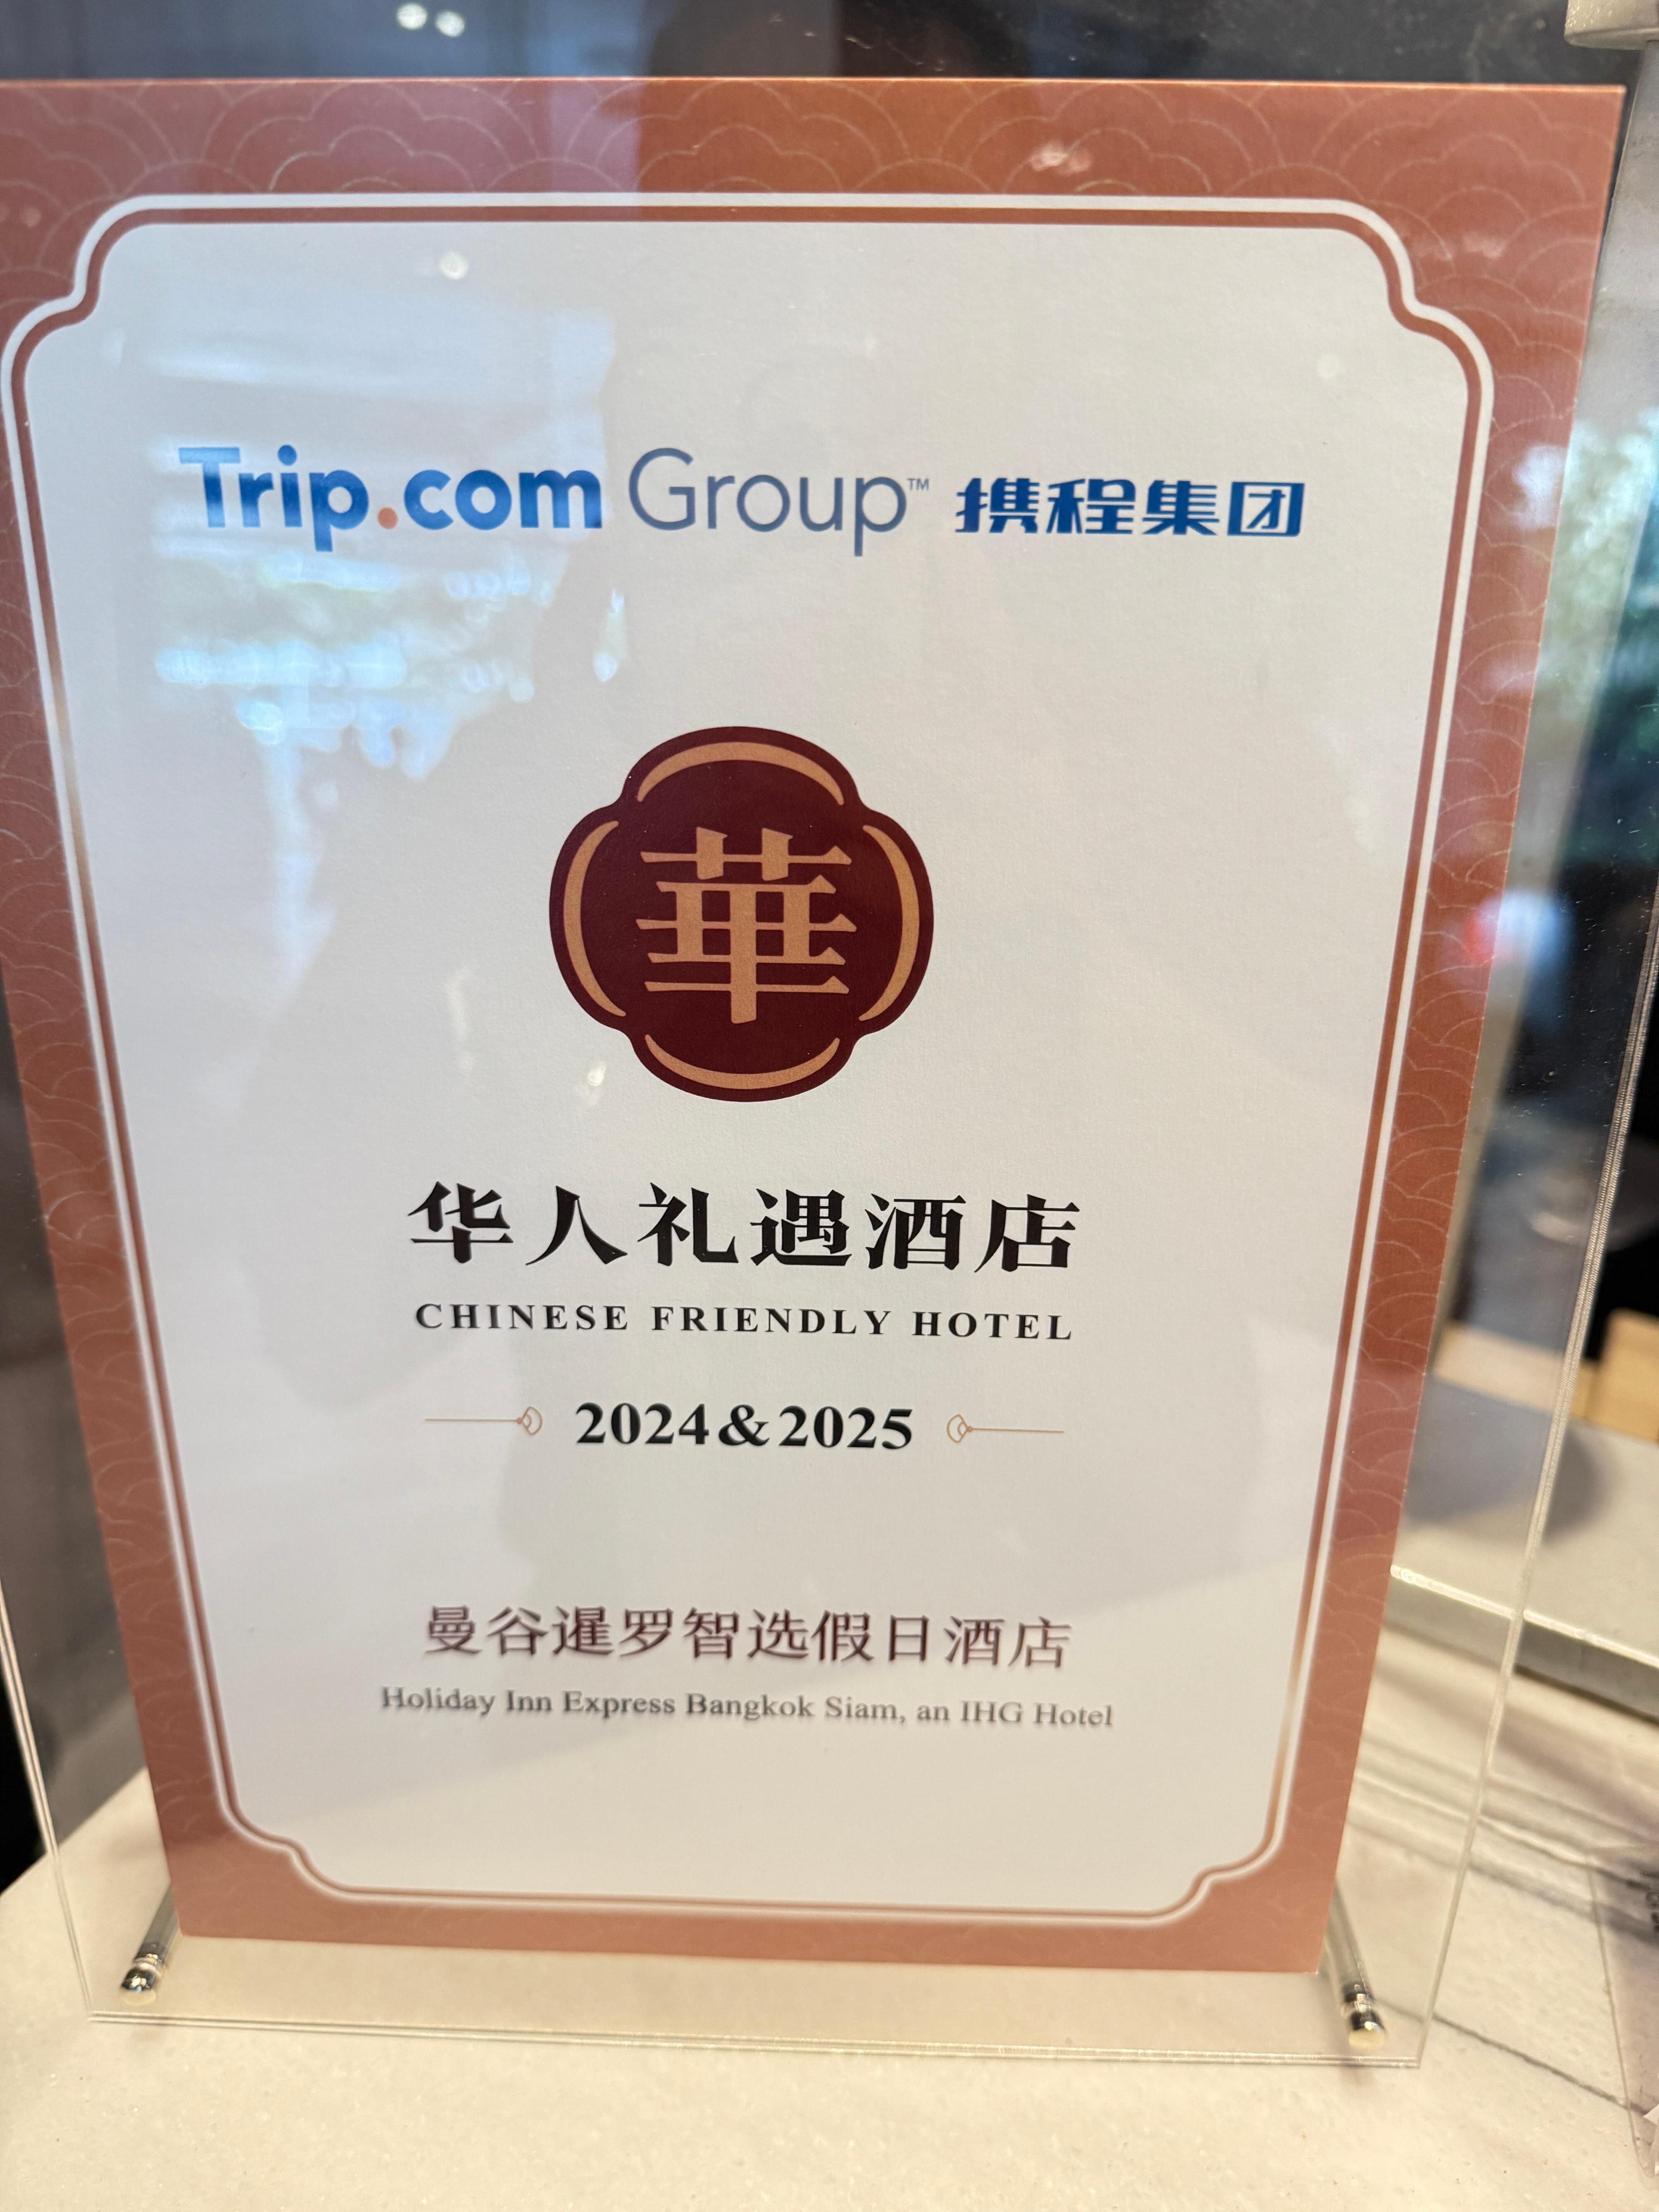 Trip.com Group™ 携程集团
華
华人礼遇酒店
CHINESE FRIENDLY HOTEL
2024&2025
曼谷暹罗智选假日酒店
Holiday Inn Express Bangkok Siam, an IHG Hotel